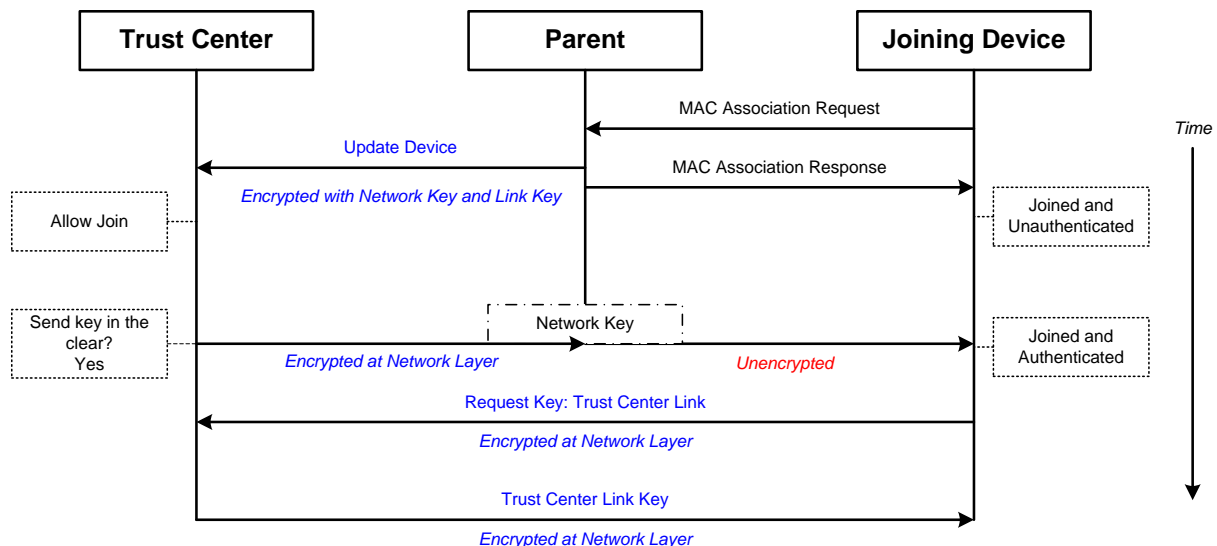 Trust Center
Parent
Joining Device
MAC Association Request
Time
Update Device
MAC Association Response
Encrypted with Network Key and Link Key
Allow Join
Joined and
Unauthenticated
Send key in the
clear?
Yes
Network Key
Joined and
Authenticated
Encrypted at Network Layer
Unencrypted
Request Key: Trust Center Link
Encrypted at Network Layer
Trust Center Link Key
Encrypted at Network Layer